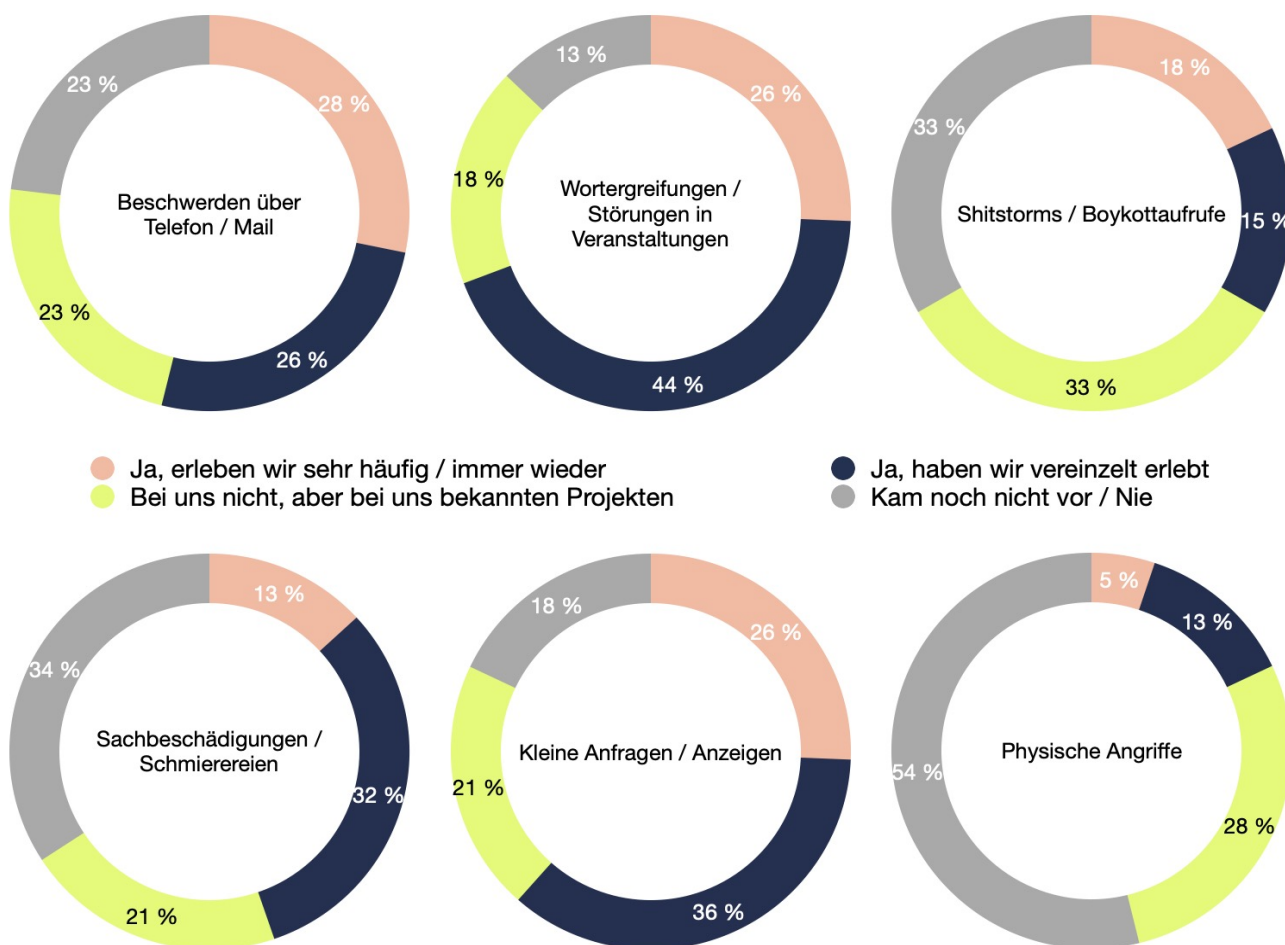 23 %
28 %
Beschwerden über
Telefon / Mail
23 %
26 %
13 %
26 %
18 %
Wortergreifungen /
Störungen in
Veranstaltungen
44 %
18 %
33 %
Shitstorms / Boykottaufrufe
15 %
33 %
Ja, erleben wir sehr häufig / immer wieder
Ja, haben wir vereinzelt erlebt
Bei uns nicht, aber bei uns bekannten Projekten
Kam noch nicht vor / Nie
13 %
34 %
Sachbeschädigungen /
Schmierereien
32 %
21 %
18 %
26 %
Kleine Anfragen / Anzeigen
21 %
36 %
5 %
13 %
Physische Angriffe
54 %
28 %